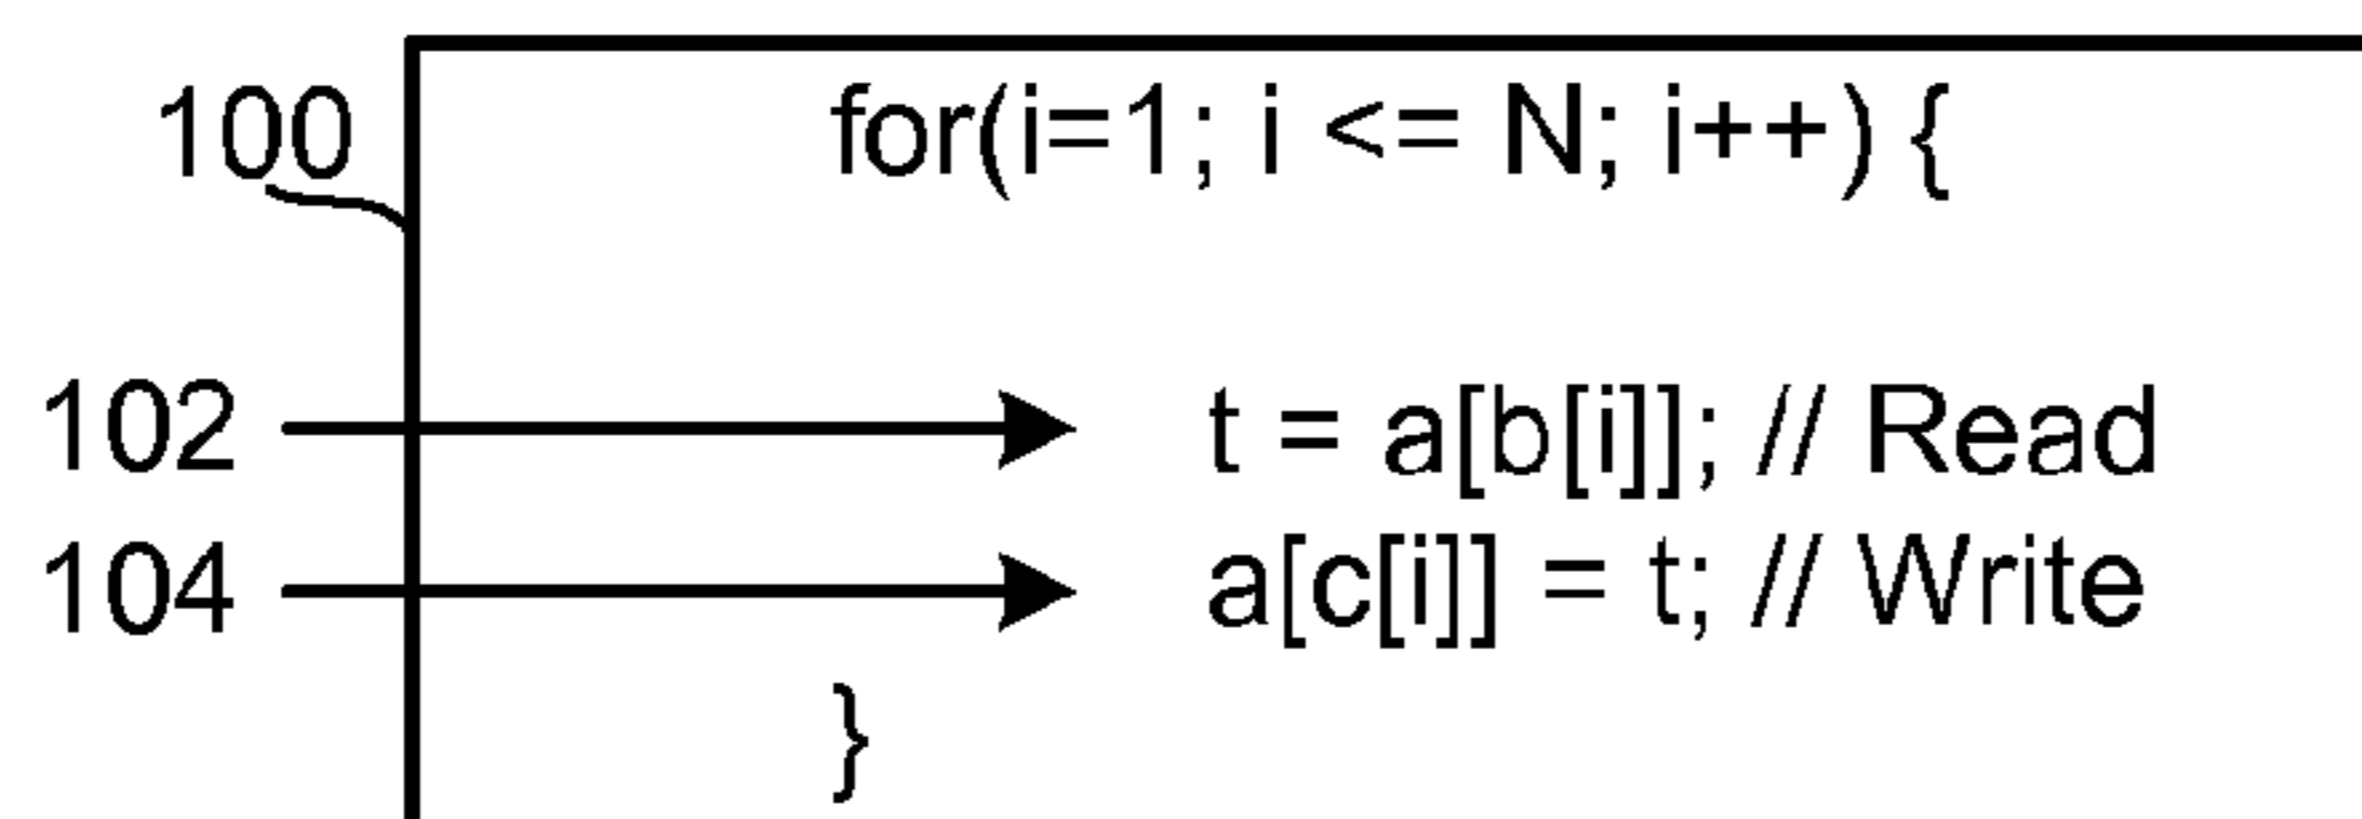 100 for(i=1; i <= N; i++) {
102 t = a[b[i]]; // Read
104 a[c[i]] = t; // Write
}